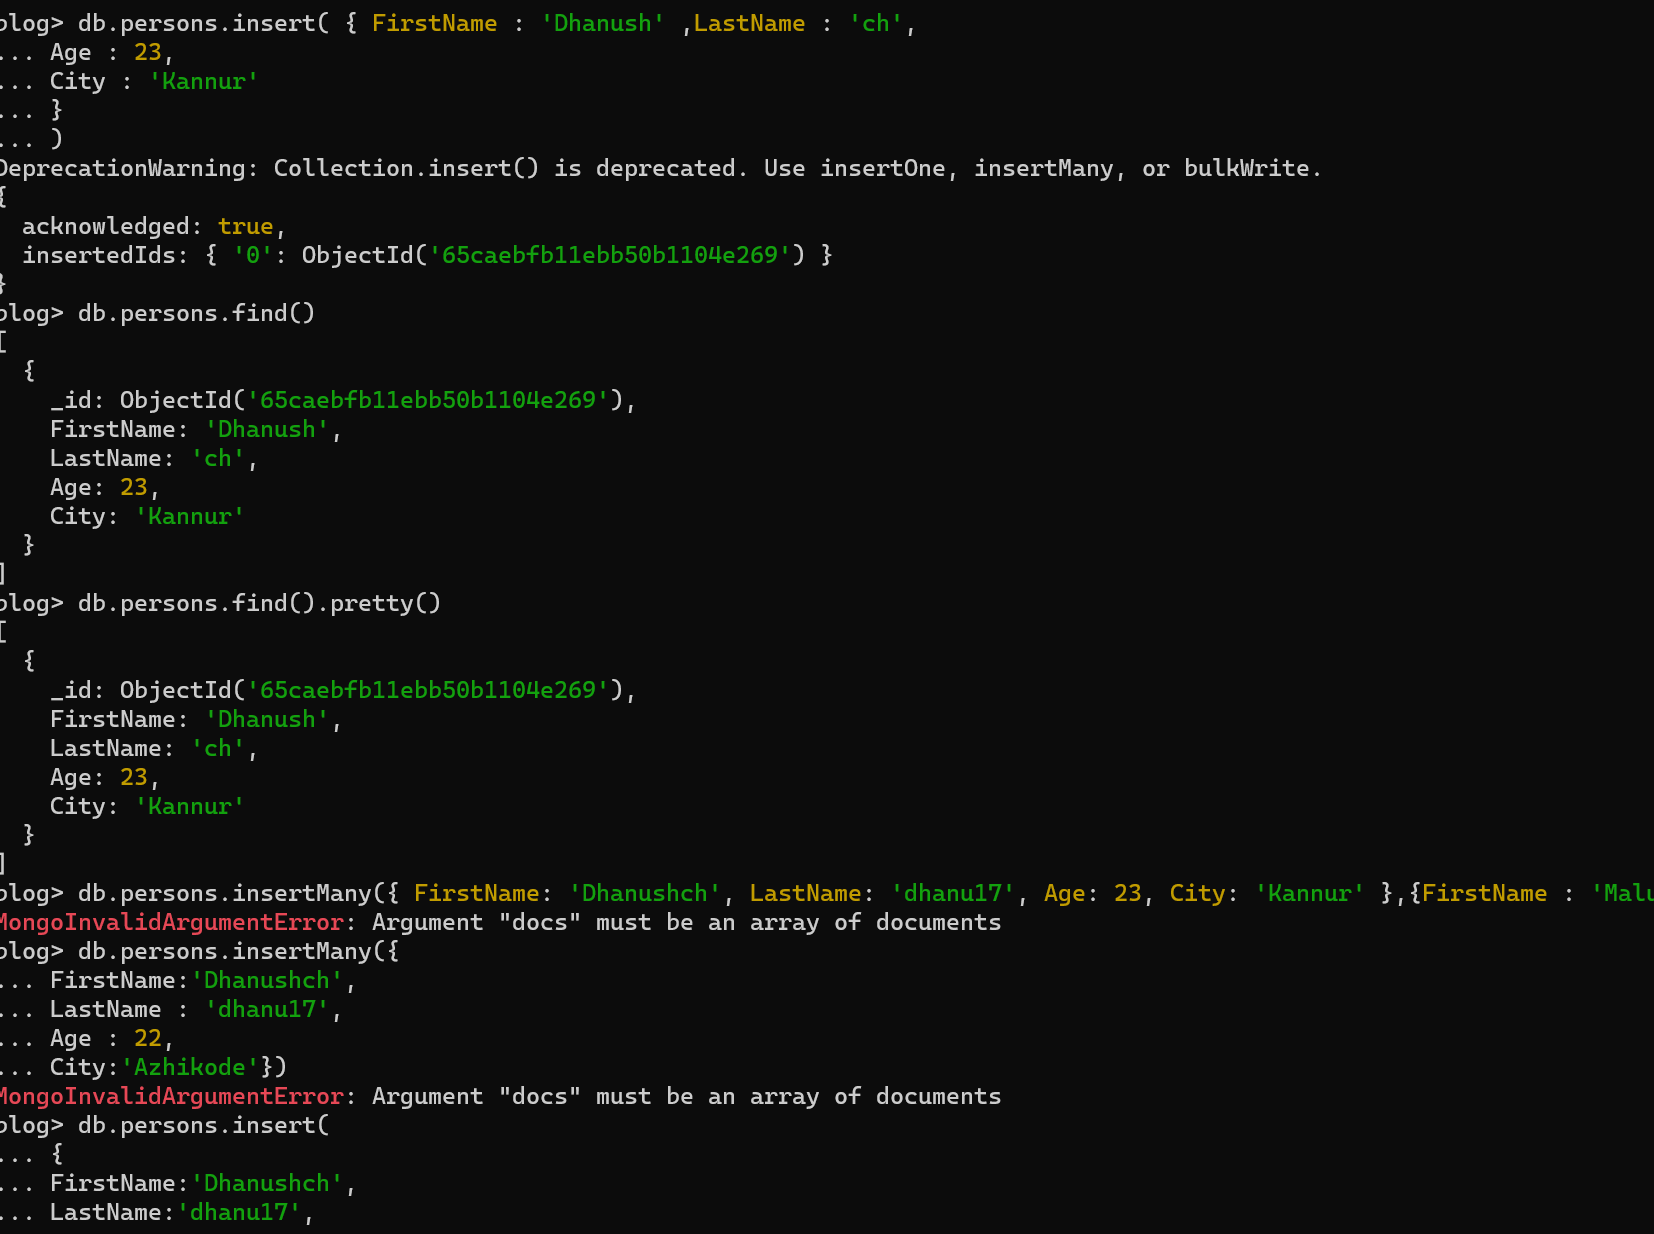 blog> db.persons.insert( { FirstName : 'Dhanush' ,LastName : 'ch',
... Age : 23,
... City : 'Kannur'
... }
... )
DeprecationWarning: Collection.insert() is deprecated. Use insertOne, insertMany, or bulkWrite.
{
  acknowledged: true,
  insertedIds: { '0': ObjectId('65caebfb11ebb50b1104e269') }
}
blog> db.persons.find()
[
  {
    _id: ObjectId('65caebfb11ebb50b1104e269'),
    FirstName: 'Dhanush',
    LastName: 'ch',
    Age: 23,
    City: 'Kannur'
  }
]
blog> db.persons.find().pretty()
[
  {
    _id: ObjectId('65caebfb11ebb50b1104e269'),
    FirstName: 'Dhanush',
    LastName: 'ch',
    Age: 23,
    City: 'Kannur'
  }
]
blog> db.persons.insertMany({ FirstName: 'Dhanushch', LastName: 'dhanu17', Age: 23, City: 'Kannur' },{FirstName : 'Malu
MongoInvalidArgumentError: Argument "docs" must be an array of documents
blog> db.persons.insertMany({
... FirstName:'Dhanushch',
... LastName : 'dhanu17',
... Age : 22,
... City:'Azhikode'})
MongoInvalidArgumentError: Argument "docs" must be an array of documents
blog> db.persons.insert(
... {
... FirstName:'Dhanushch',
... LastName:'dhanu17',